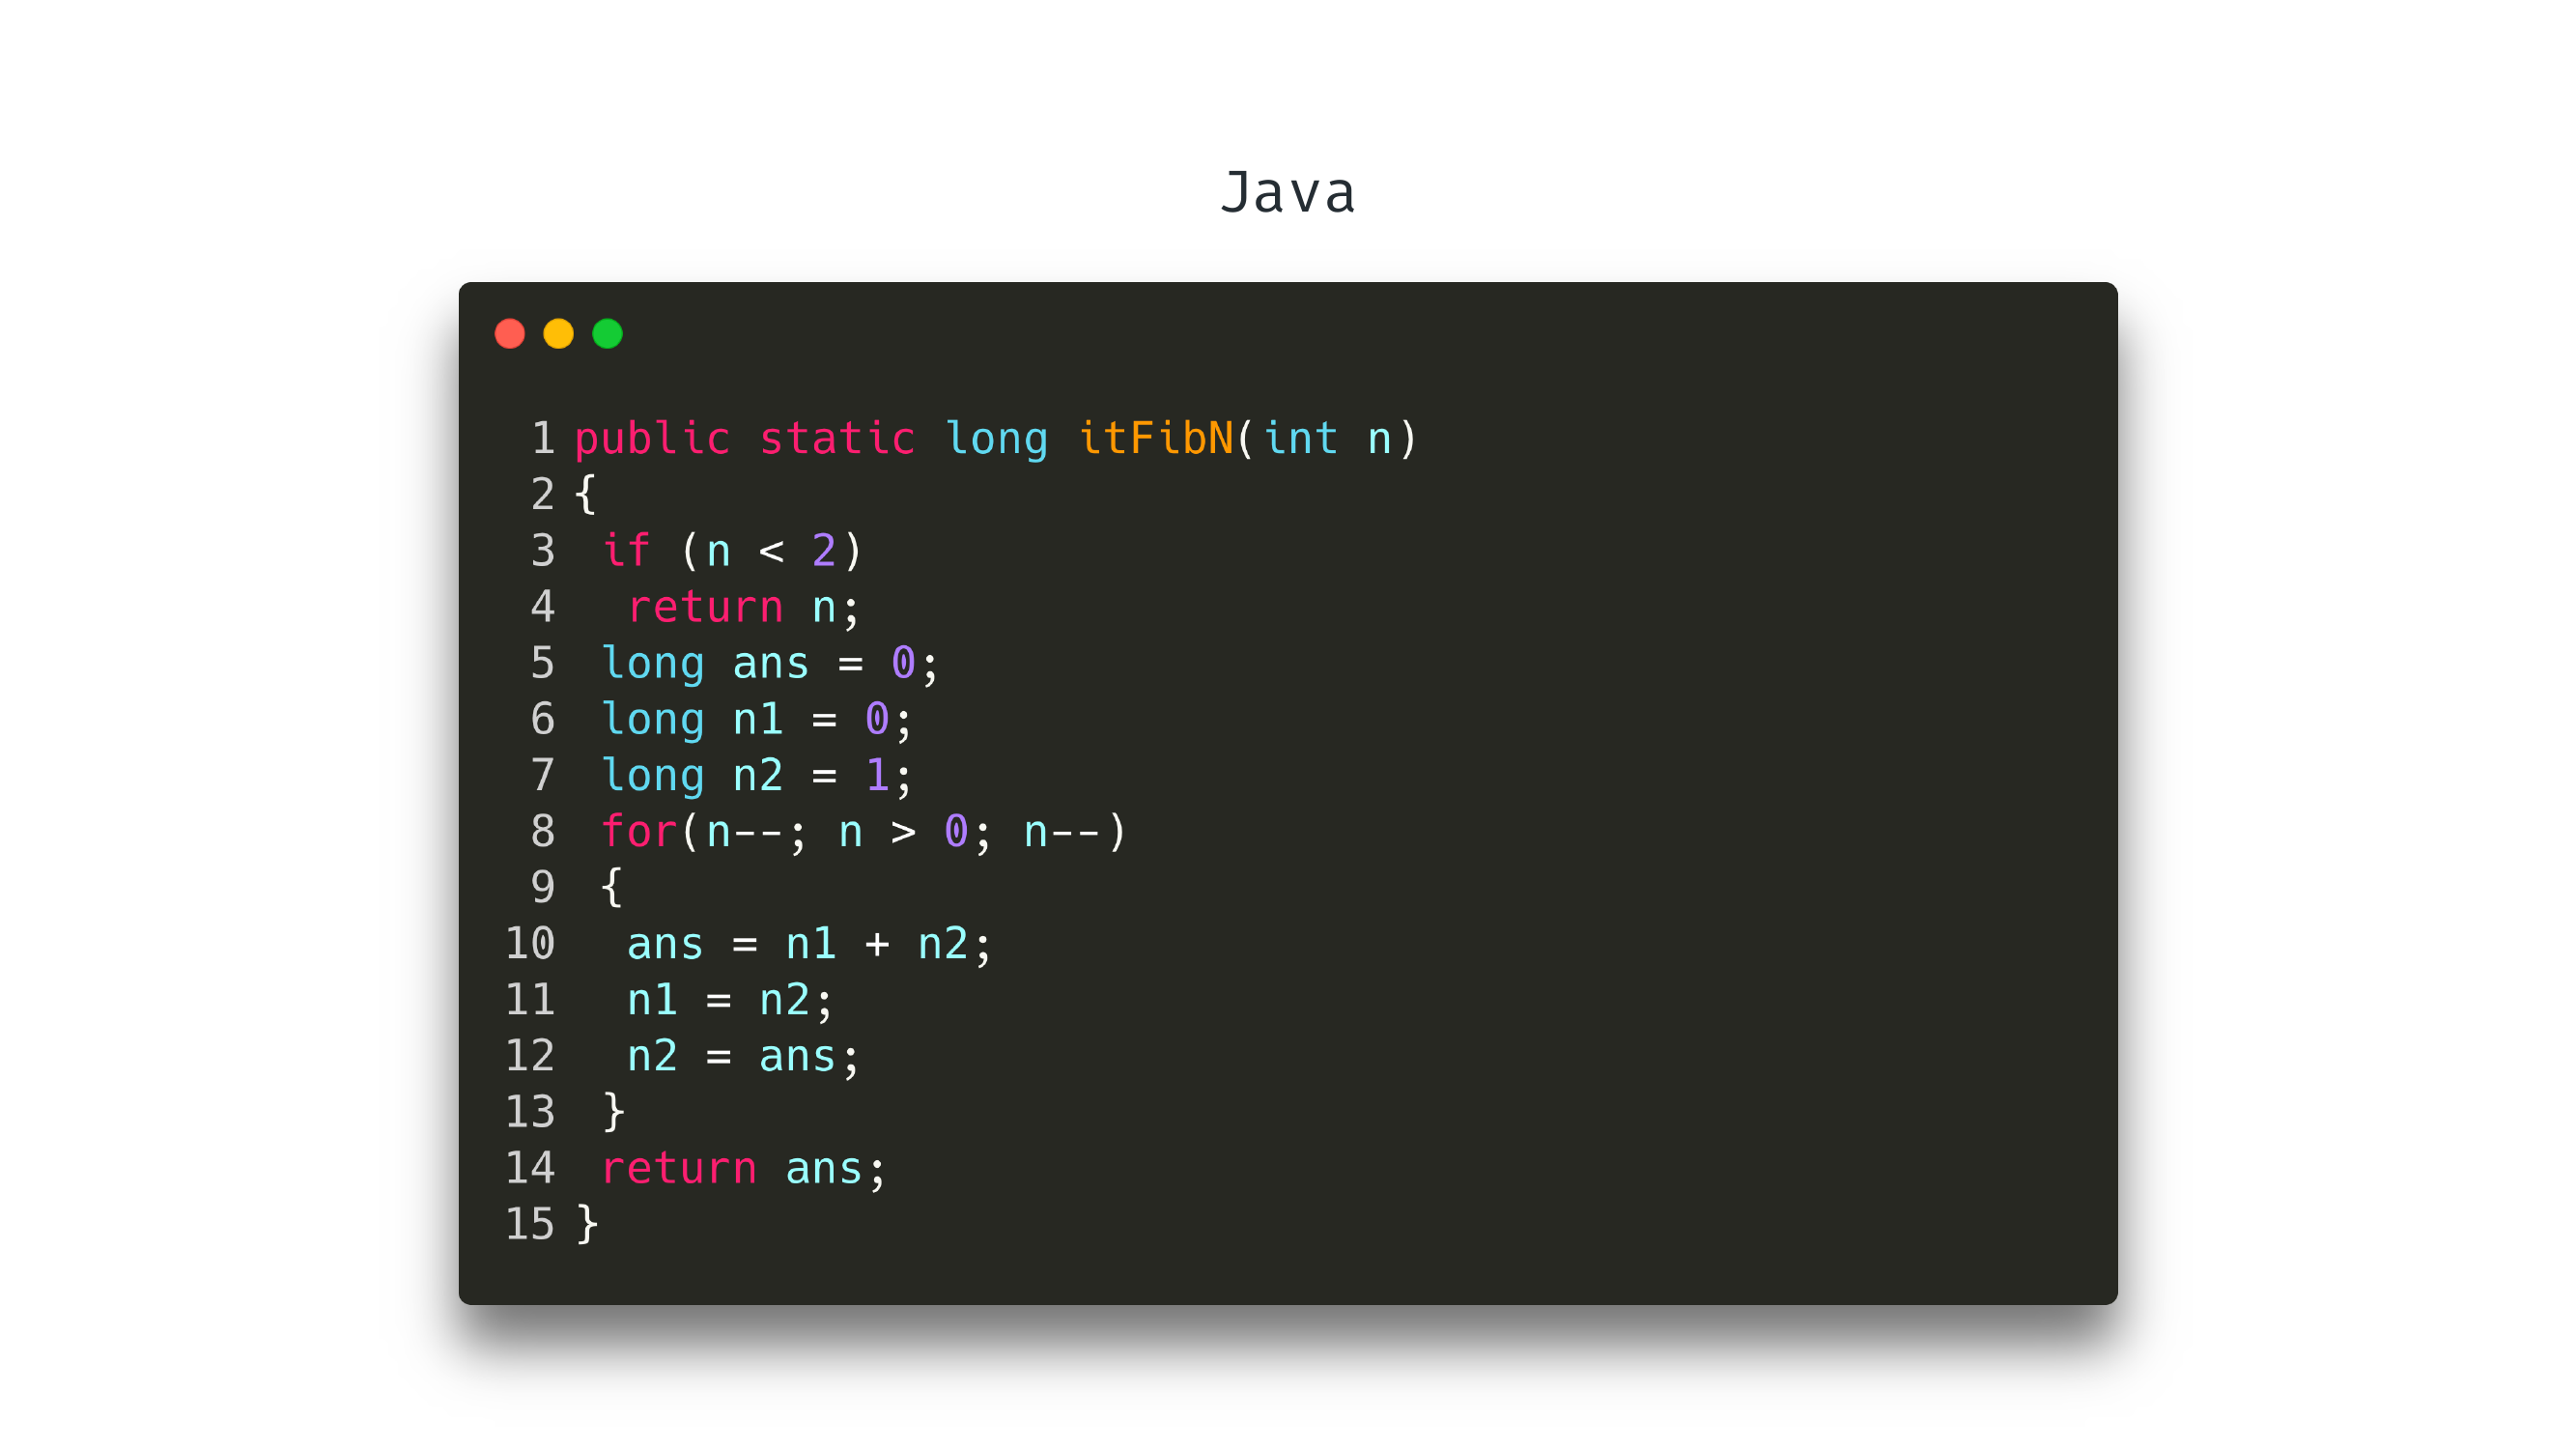 Java
1 public static long itFibN(int n)
2 {
3  if (n < 2)
4   return n;
5  long ans = 0;
6  long n1 = 0;
7  long n2 = 1;
8  for(n--; n > 0; n--)
9  {
10   ans = n1 + n2;
11   n1 = n2;
12   n2 = ans;
13  }
14  return ans;
15 }